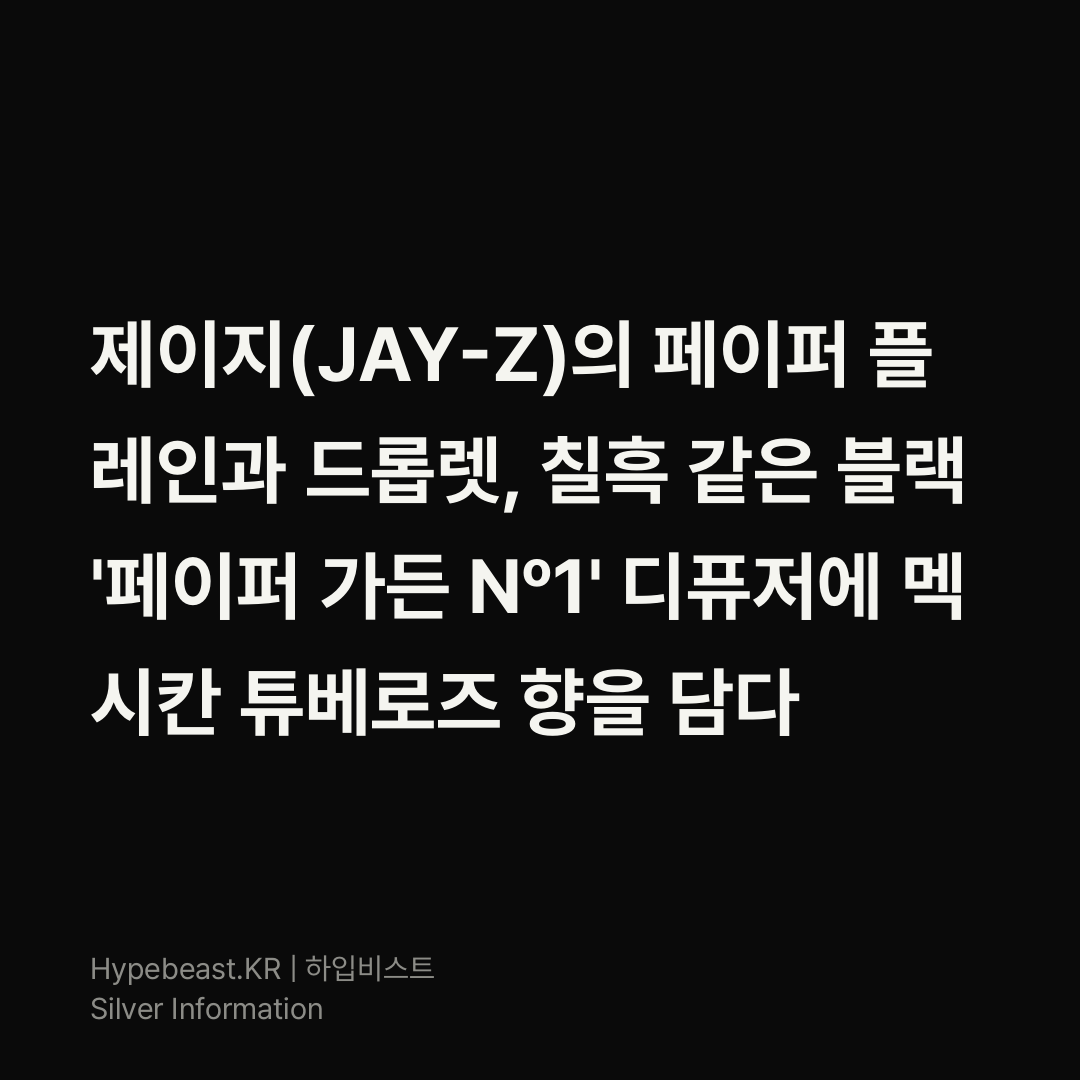 제이지(JAY-Z)의 페이퍼 플
레인과 드롭렛, 칠흑 같은 블랙
'페이퍼 가든 Nº1' 디퓨저에 멕
시칸 튜베로즈 향을 담다
Hypebeast.KR | 하입비스트
Silver Information